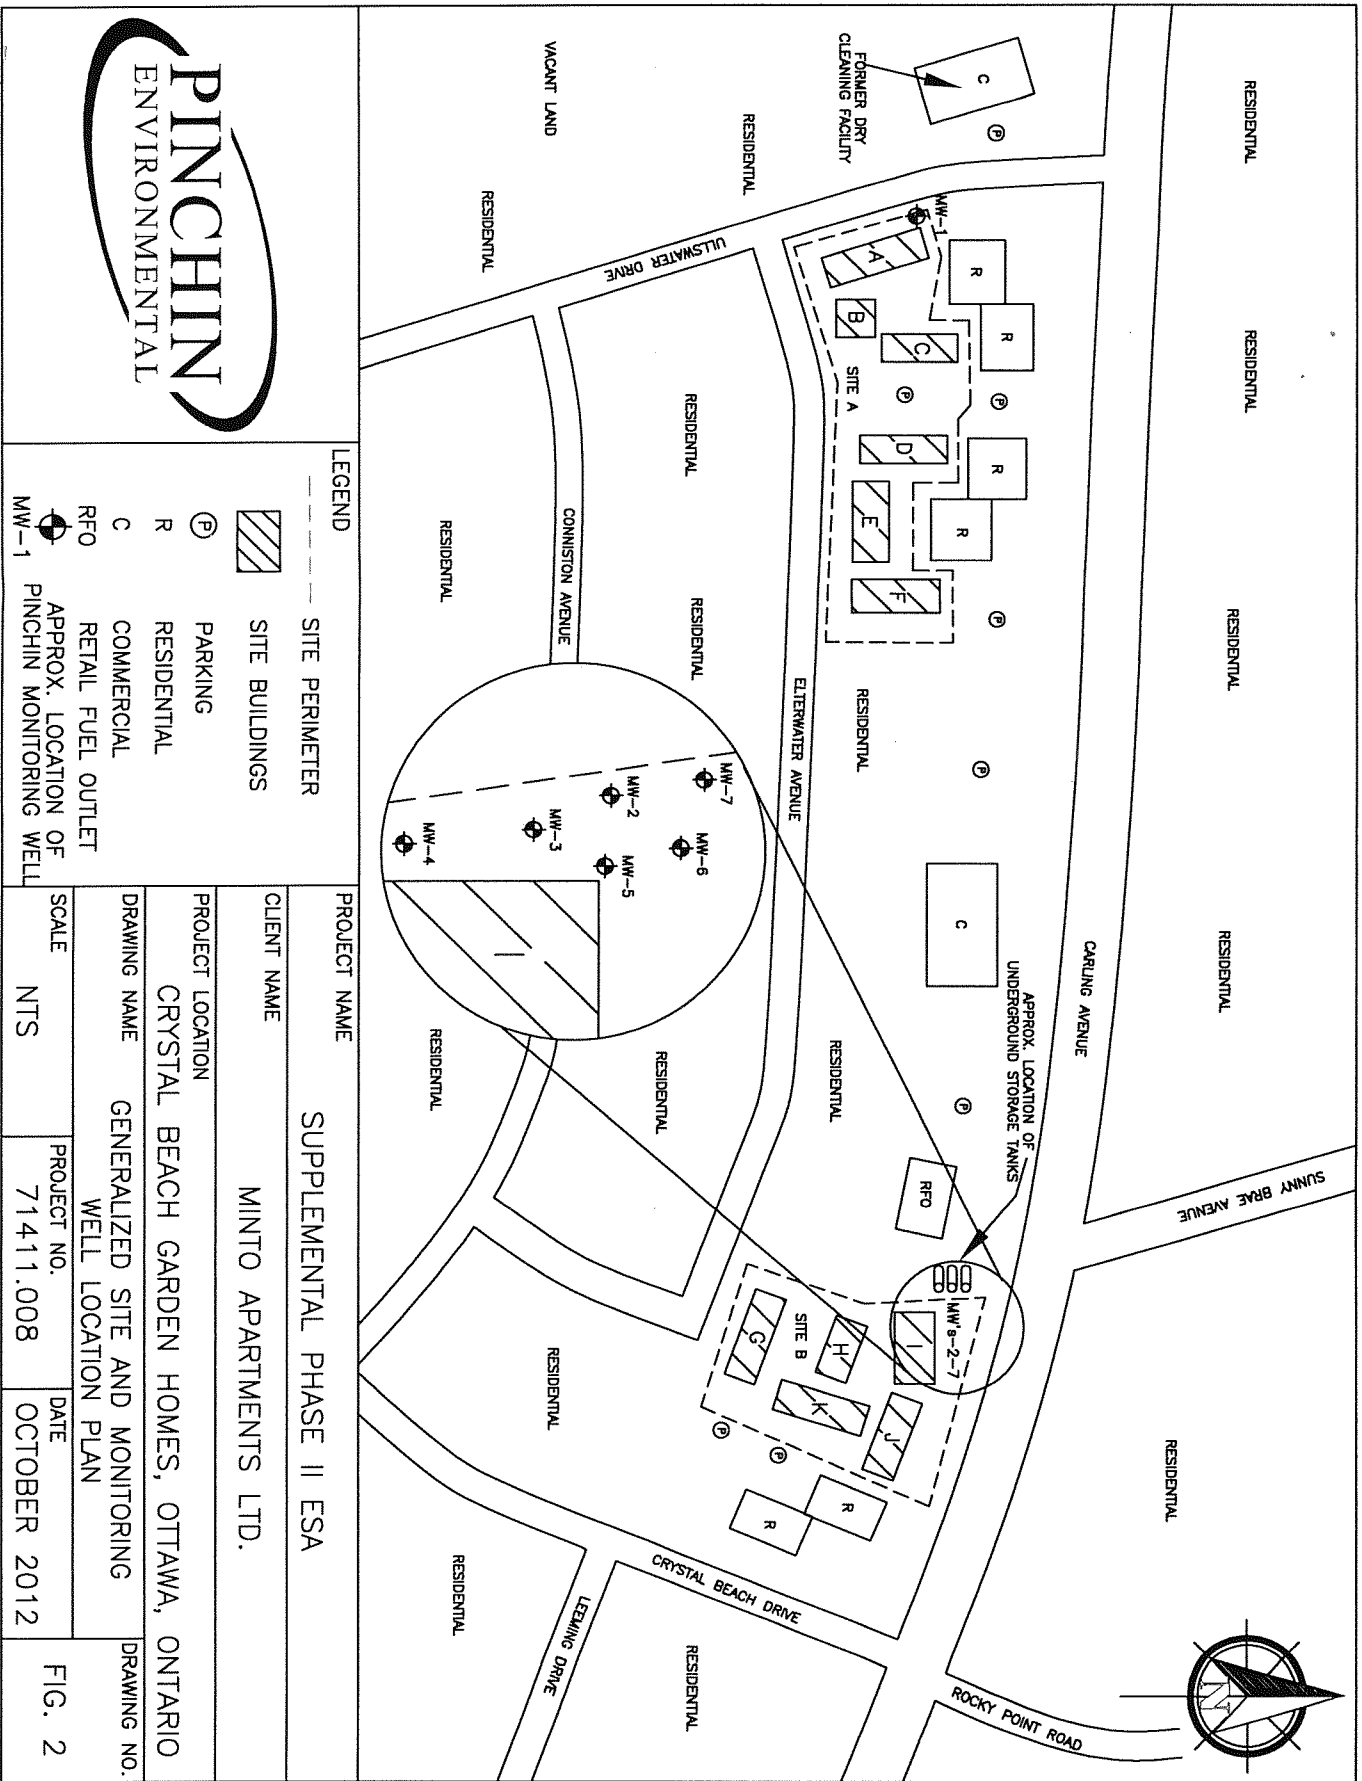 RESIDENTIAL
RESIDENTIAL
RESIDENTIAL
RESIDENTIAL
RESIDENTIAL
SUNNY BRAE AVENUE
N
ROCKY POINT ROAD
CARLING AVENUE
C
FORMER DRY
CLEANING FACILITY
P
MW-1
R
R
P
R
R
P
P
C
APPROX. LOCATION OF
UNDERGROUND STORAGE TANKS
P
RFO
MW's-2-7
A
B
C
P
SITE A
D
E
F
RESIDENTIAL
RESIDENTIAL
I
J
H
K
G
SITE B
P
P
R
R
CRYSTAL BEACH DRIVE
LEEMING DRIVE
VACANT LAND
RESIDENTIAL
RESIDENTIAL
ULLSWATER DRIVE
ELTERWATER AVENUE
RESIDENTIAL
RESIDENTIAL
RESIDENTIAL
RESIDENTIAL
CONNISTON AVENUE
RESIDENTIAL
RESIDENTIAL
RESIDENTIAL
RESIDENTIAL
MW-7
MW-6
MW-2
MW-5
MW-3
MW-4
I
RESIDENTIAL
PINCHIN
ENVIRONMENTAL
LEGEND
SITE PERIMETER
SITE BUILDINGS
P PARKING
R RESIDENTIAL
C COMMERCIAL
RFO RETAIL FUEL OUTLET
APPROX. LOCATION OF
MW-1 PINCHIN MONITORING WELL
PROJECT NAME
SUPPLEMENTAL PHASE II ESA
CLIENT NAME
MINTO APARTMENTS LTD.
PROJECT LOCATION
CRYSTAL BEACH GARDEN HOMES, OTTAWA, ONTARIO
DRAWING NAME
GENERALIZED SITE AND MONITORING
WELL LOCATION PLAN
DRAWING NO.
FIG. 2
SCALE
NTS
PROJECT NO.
71411.008
DATE
OCTOBER 2012